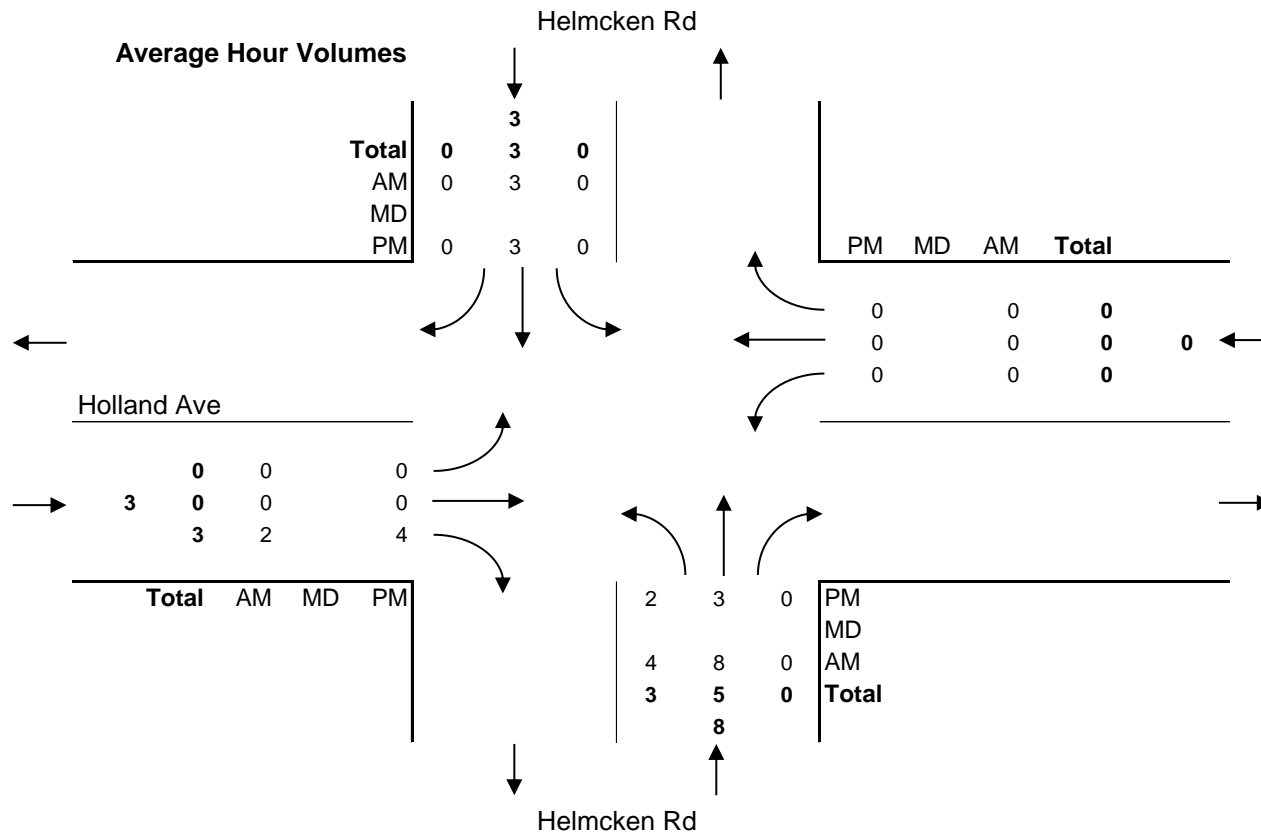 Helmcken Rd
Average Hour Volumes
3
Total 0 3 0
AM 0 3 0
MD
PM 0 3 0
PM MD AM Total
0 0 0
0 0 0 0
0 0 0
Holland Ave
0 0 0
3 0 0 0
3 2 4
Total AM MD PM
2 3 0 PM
MD
4 8 0 AM
3 5 0 Total
8
Helmcken Rd